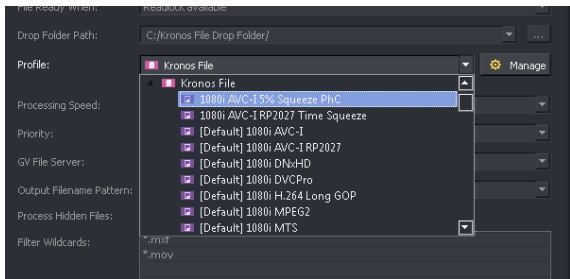 File Ready When: Readlock available
Drop Folder Path: C:/Kronos File Drop Folder/ ...
Profile: Kronos File Manage
Kronos File
1080i AVC-I 5% Squeeze PhC
Processing Speed:
1080i AVC-I RP2027 Time Squeeze
Priority:
[Default] 1080i AVC-I
[Default] 1080i AVC-I RP2027
GV File Server:
[Default] 1080i DNxHD
[Default] 1080i DVCPro
Output Filename Pattern:
[Default] 1080i H.264 Long GOP
Process Hidden Files:
[Default] 1080i MPEG2
[Default] 1080i MTS
Filter Wildcards:
*.mxf
*.mov